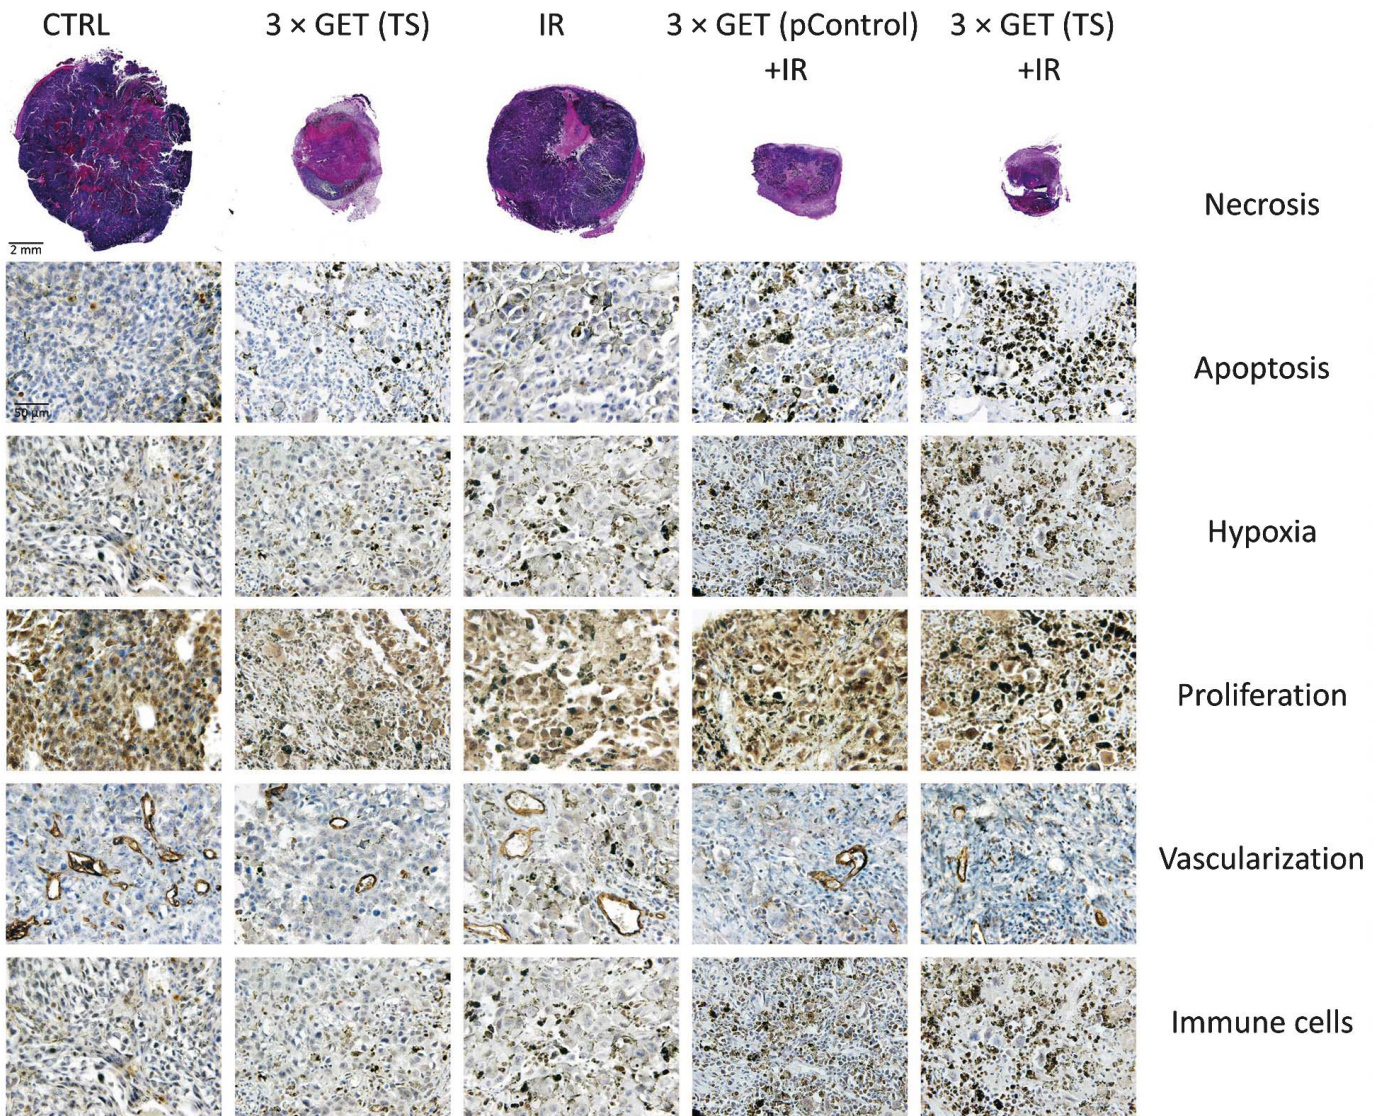 CTRL
3 × GET (TS)
IR
3 × GET (pControl)
+IR
3 × GET (TS)
+IR
2 mm
Necrosis
50 μm
Apoptosis
Hypoxia
Proliferation
Vascularization
Immune cells